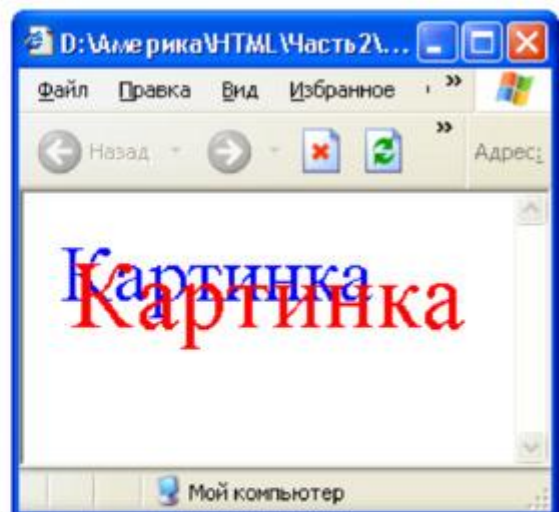 D:\Америка\HTML\Часть2\...
Файл Правка Вид Избранное »
Назад » Адрес:
Картинка
Картинка
Мой компьютер